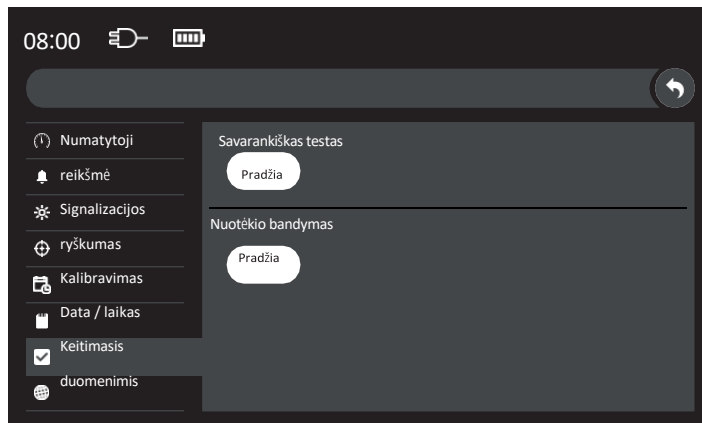 08:00
Numatytoji
reikšmė
Signalizacijos
ryškumas
Kalibravimas
Data / laikas
Keitimasis
duomenimis
Savarankiškas testas
Pradžia
Nuotėkio bandymas
Pradžia